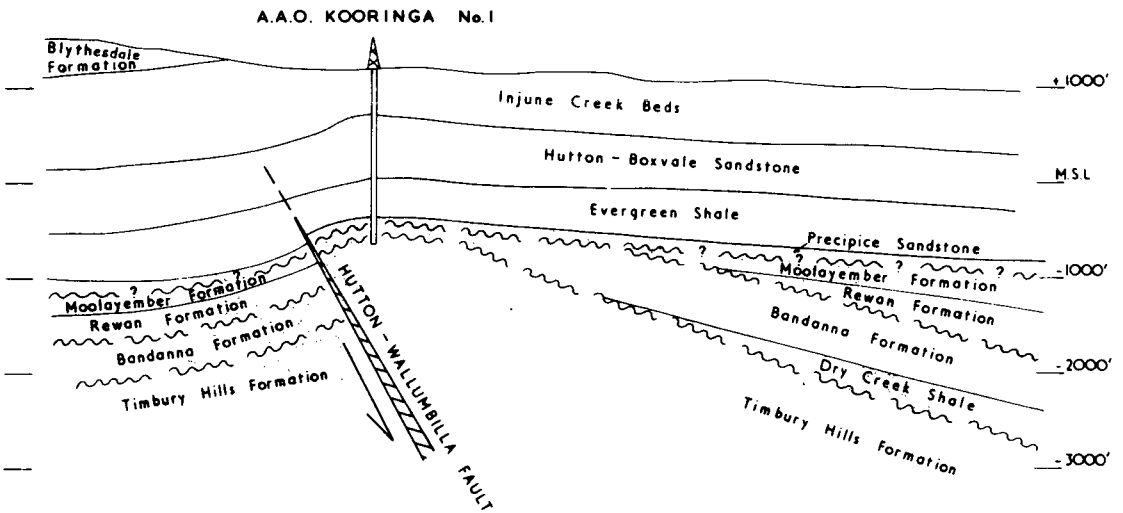 A.A.O. KOORINGA No.1
Blythesdale
Formation
+1000'
Injune Creek Beds
Hutton - Boxvale Sandstone
M.S.L
Evergreen Shale
Precipice Sandstone
? ? ? ? ?
-1000'
Moolayember Formation
Rewan Formation
Bandanna Formation
-2000'
Dry Creek Shale
Timbury Hills Formation
-3000'
? ?
Moolayember Formation
Rewan Formation
Bandanna Formation
Timbury Hills Formation
HUTTON-WALLUMBILLA FAULT